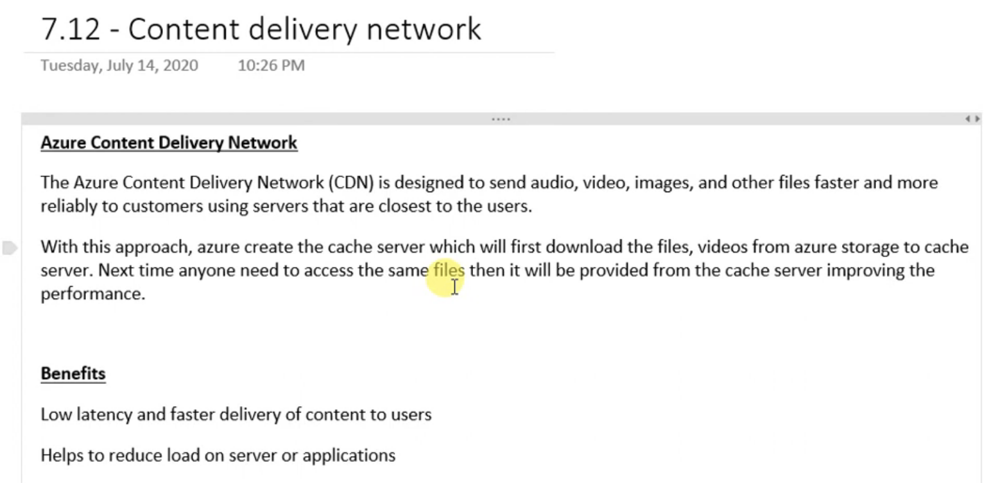 7.12 - Content delivery network
Tuesday, July 14, 2020 10:26 PM
Azure Content Delivery Network
The Azure Content Delivery Network (CDN) is designed to send audio, video, images, and other files faster and more
reliably to customers using servers that are closest to the users.
With this approach, azure create the cache server which will first download the files, videos from azure storage to cache
server. Next time anyone need to access the same files then it will be provided from the cache server improving the
performance.
Benefits
Low latency and faster delivery of content to users
Helps to reduce load on server or applications